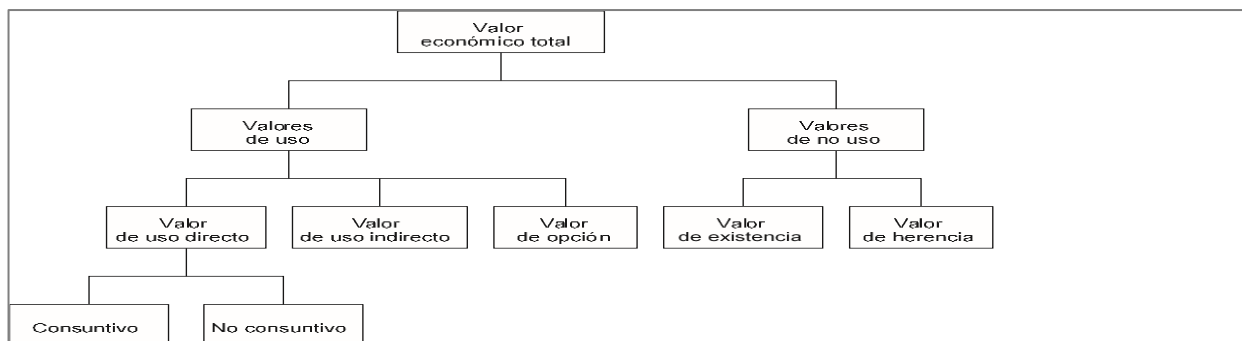 Valor
económico total
Valores
de uso
Valores
de no uso
Valor
de uso directo
Valor
de uso indirecto
Valor
de opción
Valor
de existencia
Valor
de herencia
Consuntivo
No consuntivo